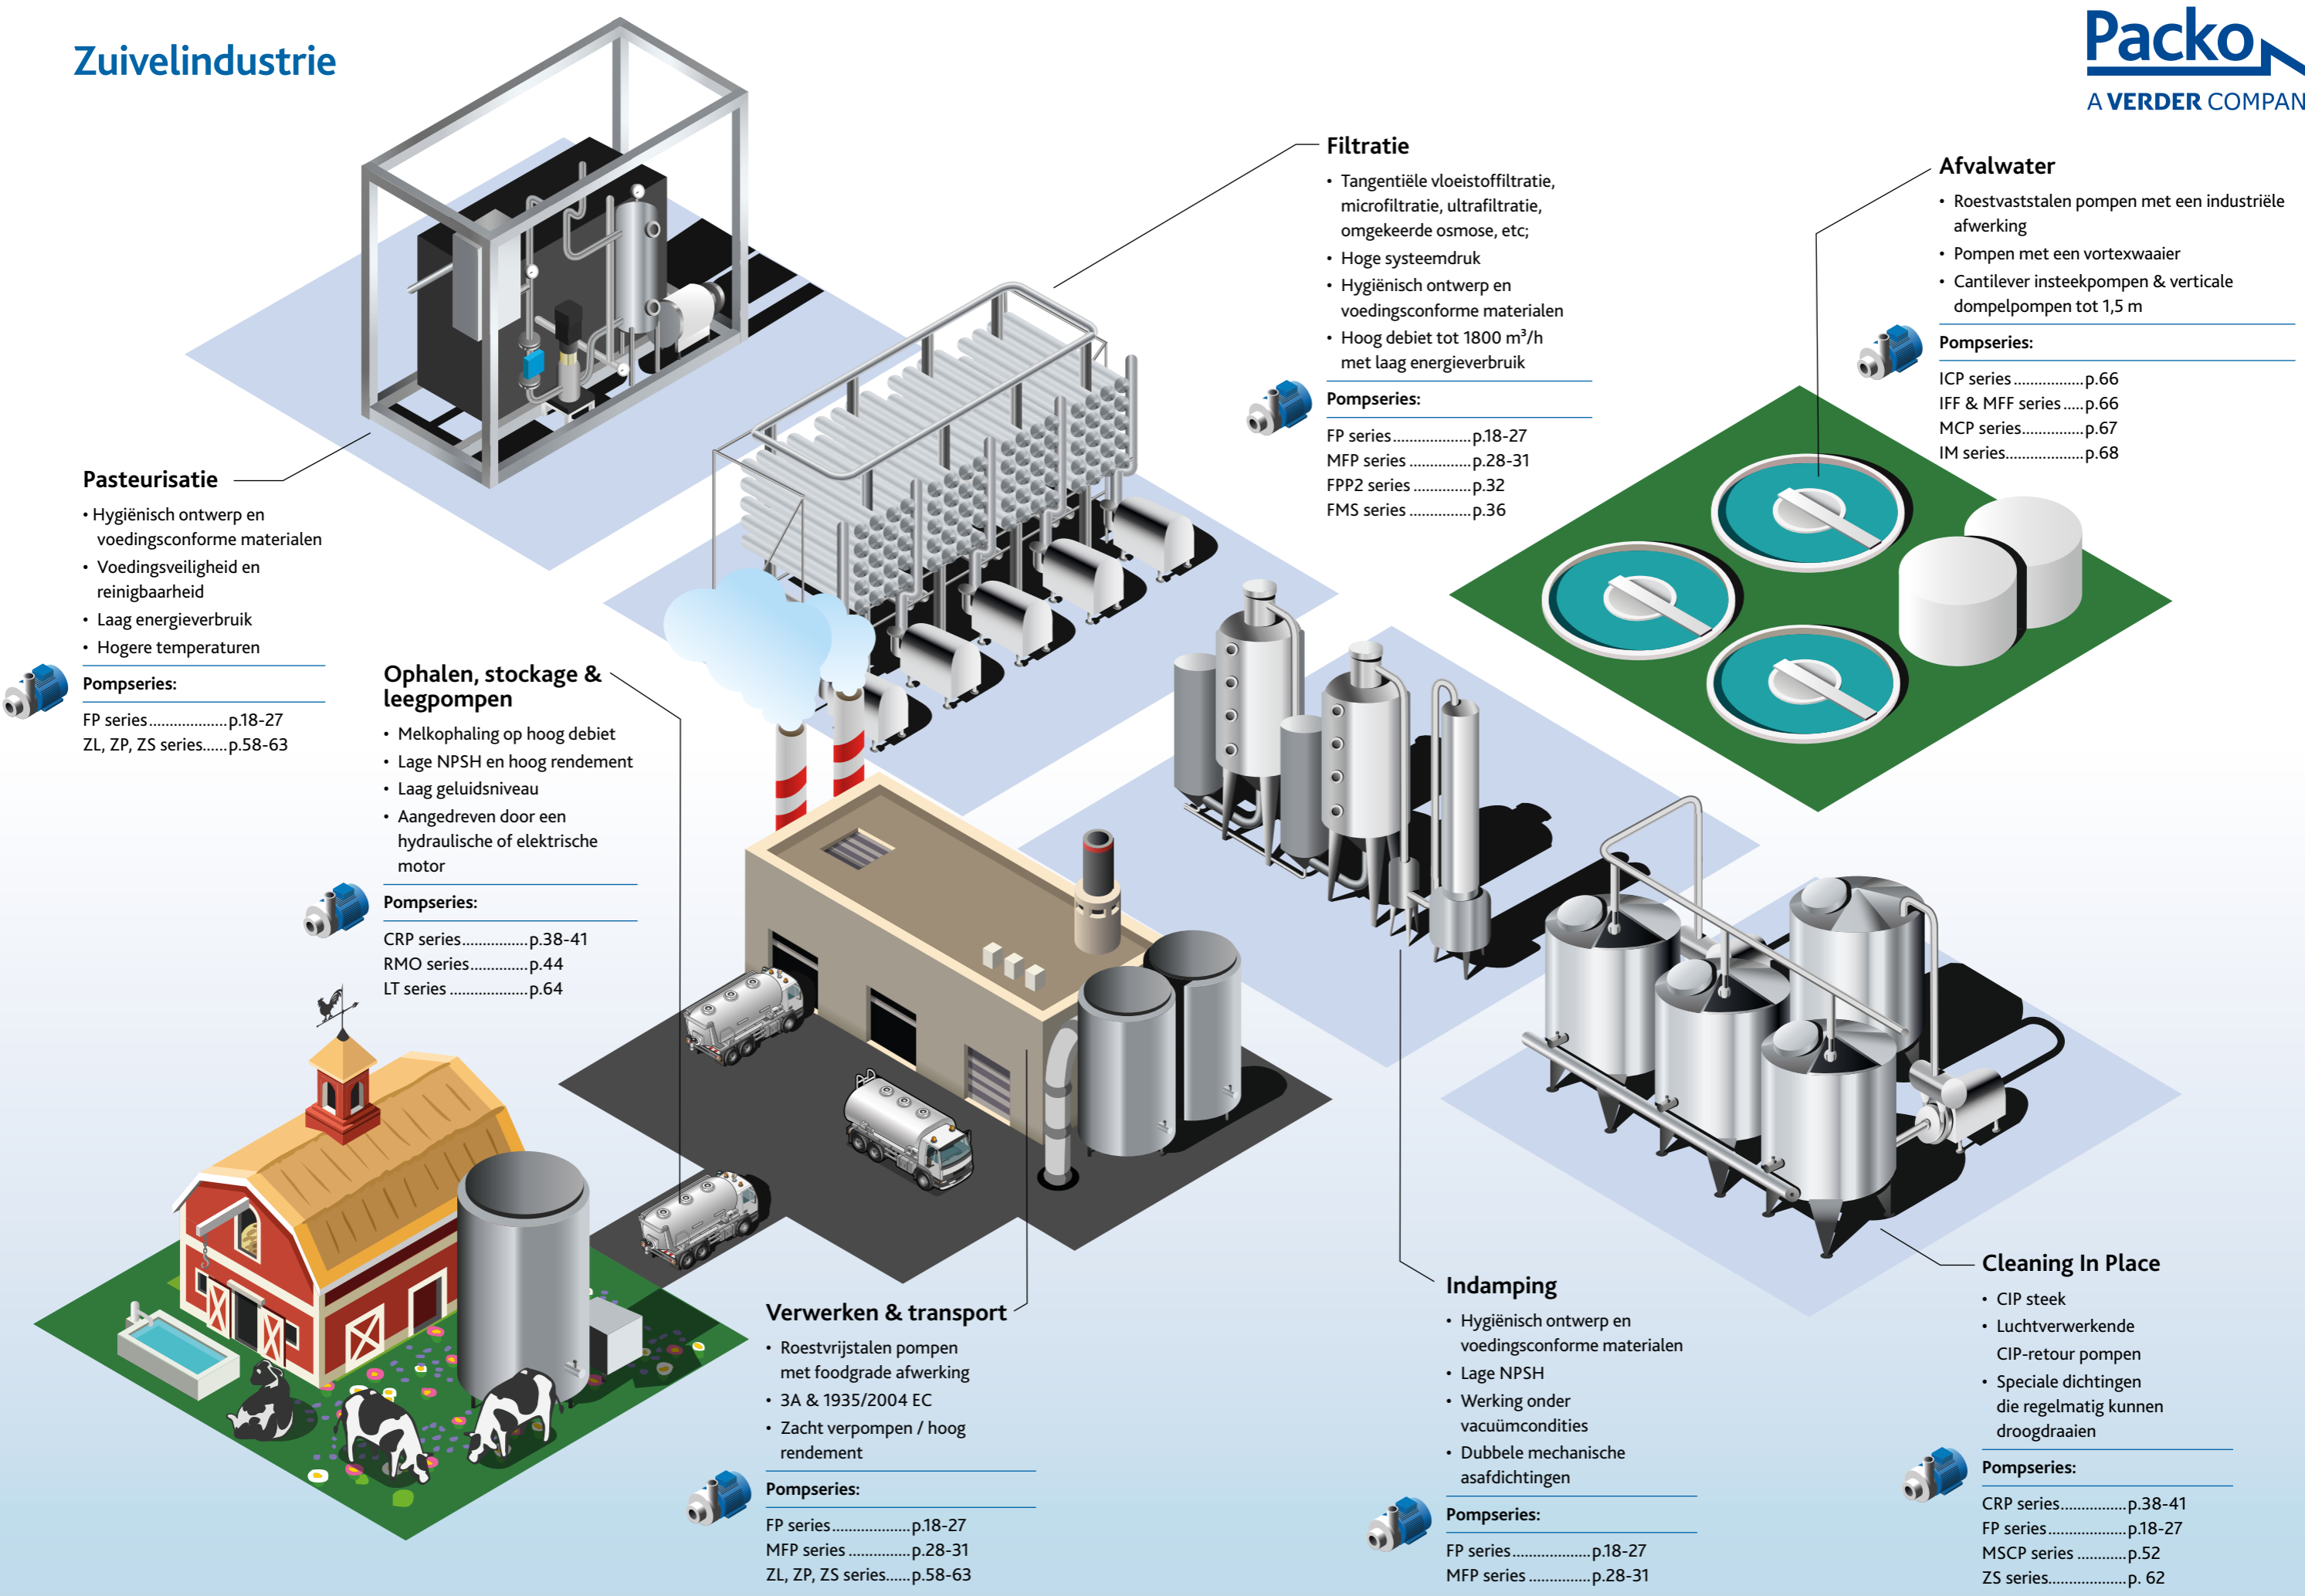 Zuivelindustrie
Packo
A VERDER COMPAN
Filtratie
• Tangentiële vloeistoffiltratie,
microfiltratie, ultrafiltratie,
omgekeerde osmose, etc;
• Hoge systeemdruk
• Hygiënisch ontwerp en
voedingsconforme materialen
• Hoog debiet tot 1800 m³/h
met laag energieverbruik
Pompseries:
FP series...................p.18-27
MFP series ...............p.28-31
FPP2 series ..............p.32
FMS series ...............p.36
Afvalwater
• Roestvaststalen pompen met een industriële
afwerking
• Pompen met een vortexwaaier
• Cantilever insteekpompen & verticale
dompelpompen tot 1,5 m
Pompseries:
ICP series.................p.66
IFF & MFF series.....p.66
MCP series...............p.67
IM series...................p.68
Pasteurisatie
• Hygiënisch ontwerp en
voedingsconforme materialen
• Voedingsveiligheid en
reinigbaarheid
• Laag energieverbruik
• Hogere temperaturen
Pompseries:
FP series...................p.18-27
ZL, ZP, ZS series......p.58-63
Ophalen, stockage &
leegpompen
• Melkophaling op hoog debiet
• Lage NPSH en hoog rendement
• Laag geluidsniveau
• Aangedreven door een
hydraulische of elektrische
motor
Pompseries:
CRP series................p.38-41
RMO series..............p.44
LT series ...................p.64
Verwerken & transport
• Roestvrijstalen pompen
met foodgrade afwerking
• 3A & 1935/2004 EC
• Zacht verpompen / hoog
rendement
Pompseries:
FP series...................p.18-27
MFP series ...............p.28-31
ZL, ZP, ZS series......p.58-63
Indamping
• Hygiënisch ontwerp en
voedingsconforme materialen
• Lage NPSH
• Werking onder
vacuümcondities
• Dubbele mechanische
asafdichtingen
Pompseries:
FP series...................p.18-27
MFP series ...............p.28-31
Cleaning In Place
• CIP steek
• Luchtverwerkende
CIP-retour pompen
• Speciale dichtingen
die regelmatig kunnen
droogdraaien
Pompseries:
CRP series................p.38-41
FP series...................p.18-27
MSCP series ............p.52
ZS series...................p. 62